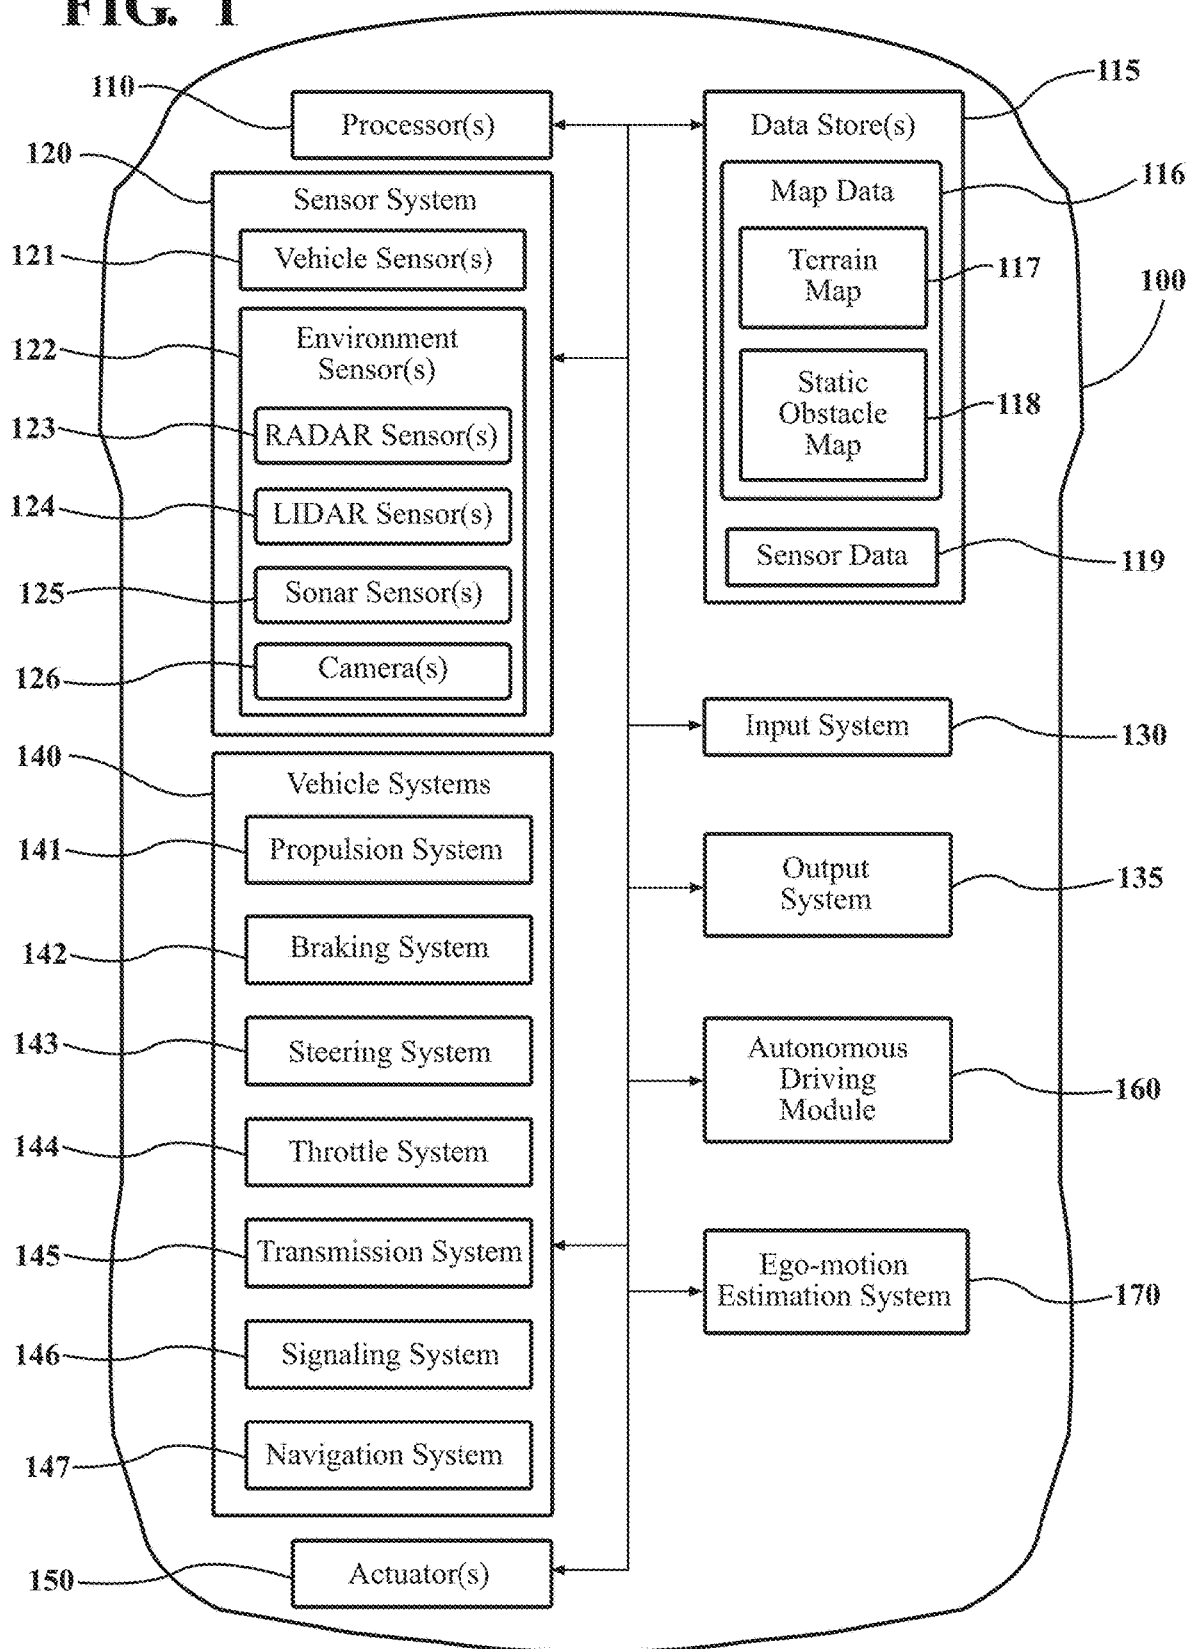 FIG. 1
110
Processor(s)
120
Sensor System
121
Vehicle Sensor(s)
122
Environment
Sensor(s)
123
RADAR Sensor(s)
124
LIDAR Sensor(s)
125
Sonar Sensor(s)
126
Camera(s)
140
Vehicle Systems
141
Propulsion System
142
Braking System
143
Steering System
144
Throttle System
145
Transmission System
146
Signaling System
147
Navigation System
150
Actuator(s)
115
Data Store(s)
116
Map Data
Terrain
Map
117
100
Static
Obstacle
Map
118
Sensor Data
119
Input System
130
Output
System
135
Autonomous
Driving
Module
160
Ego-motion
Estimation System
170